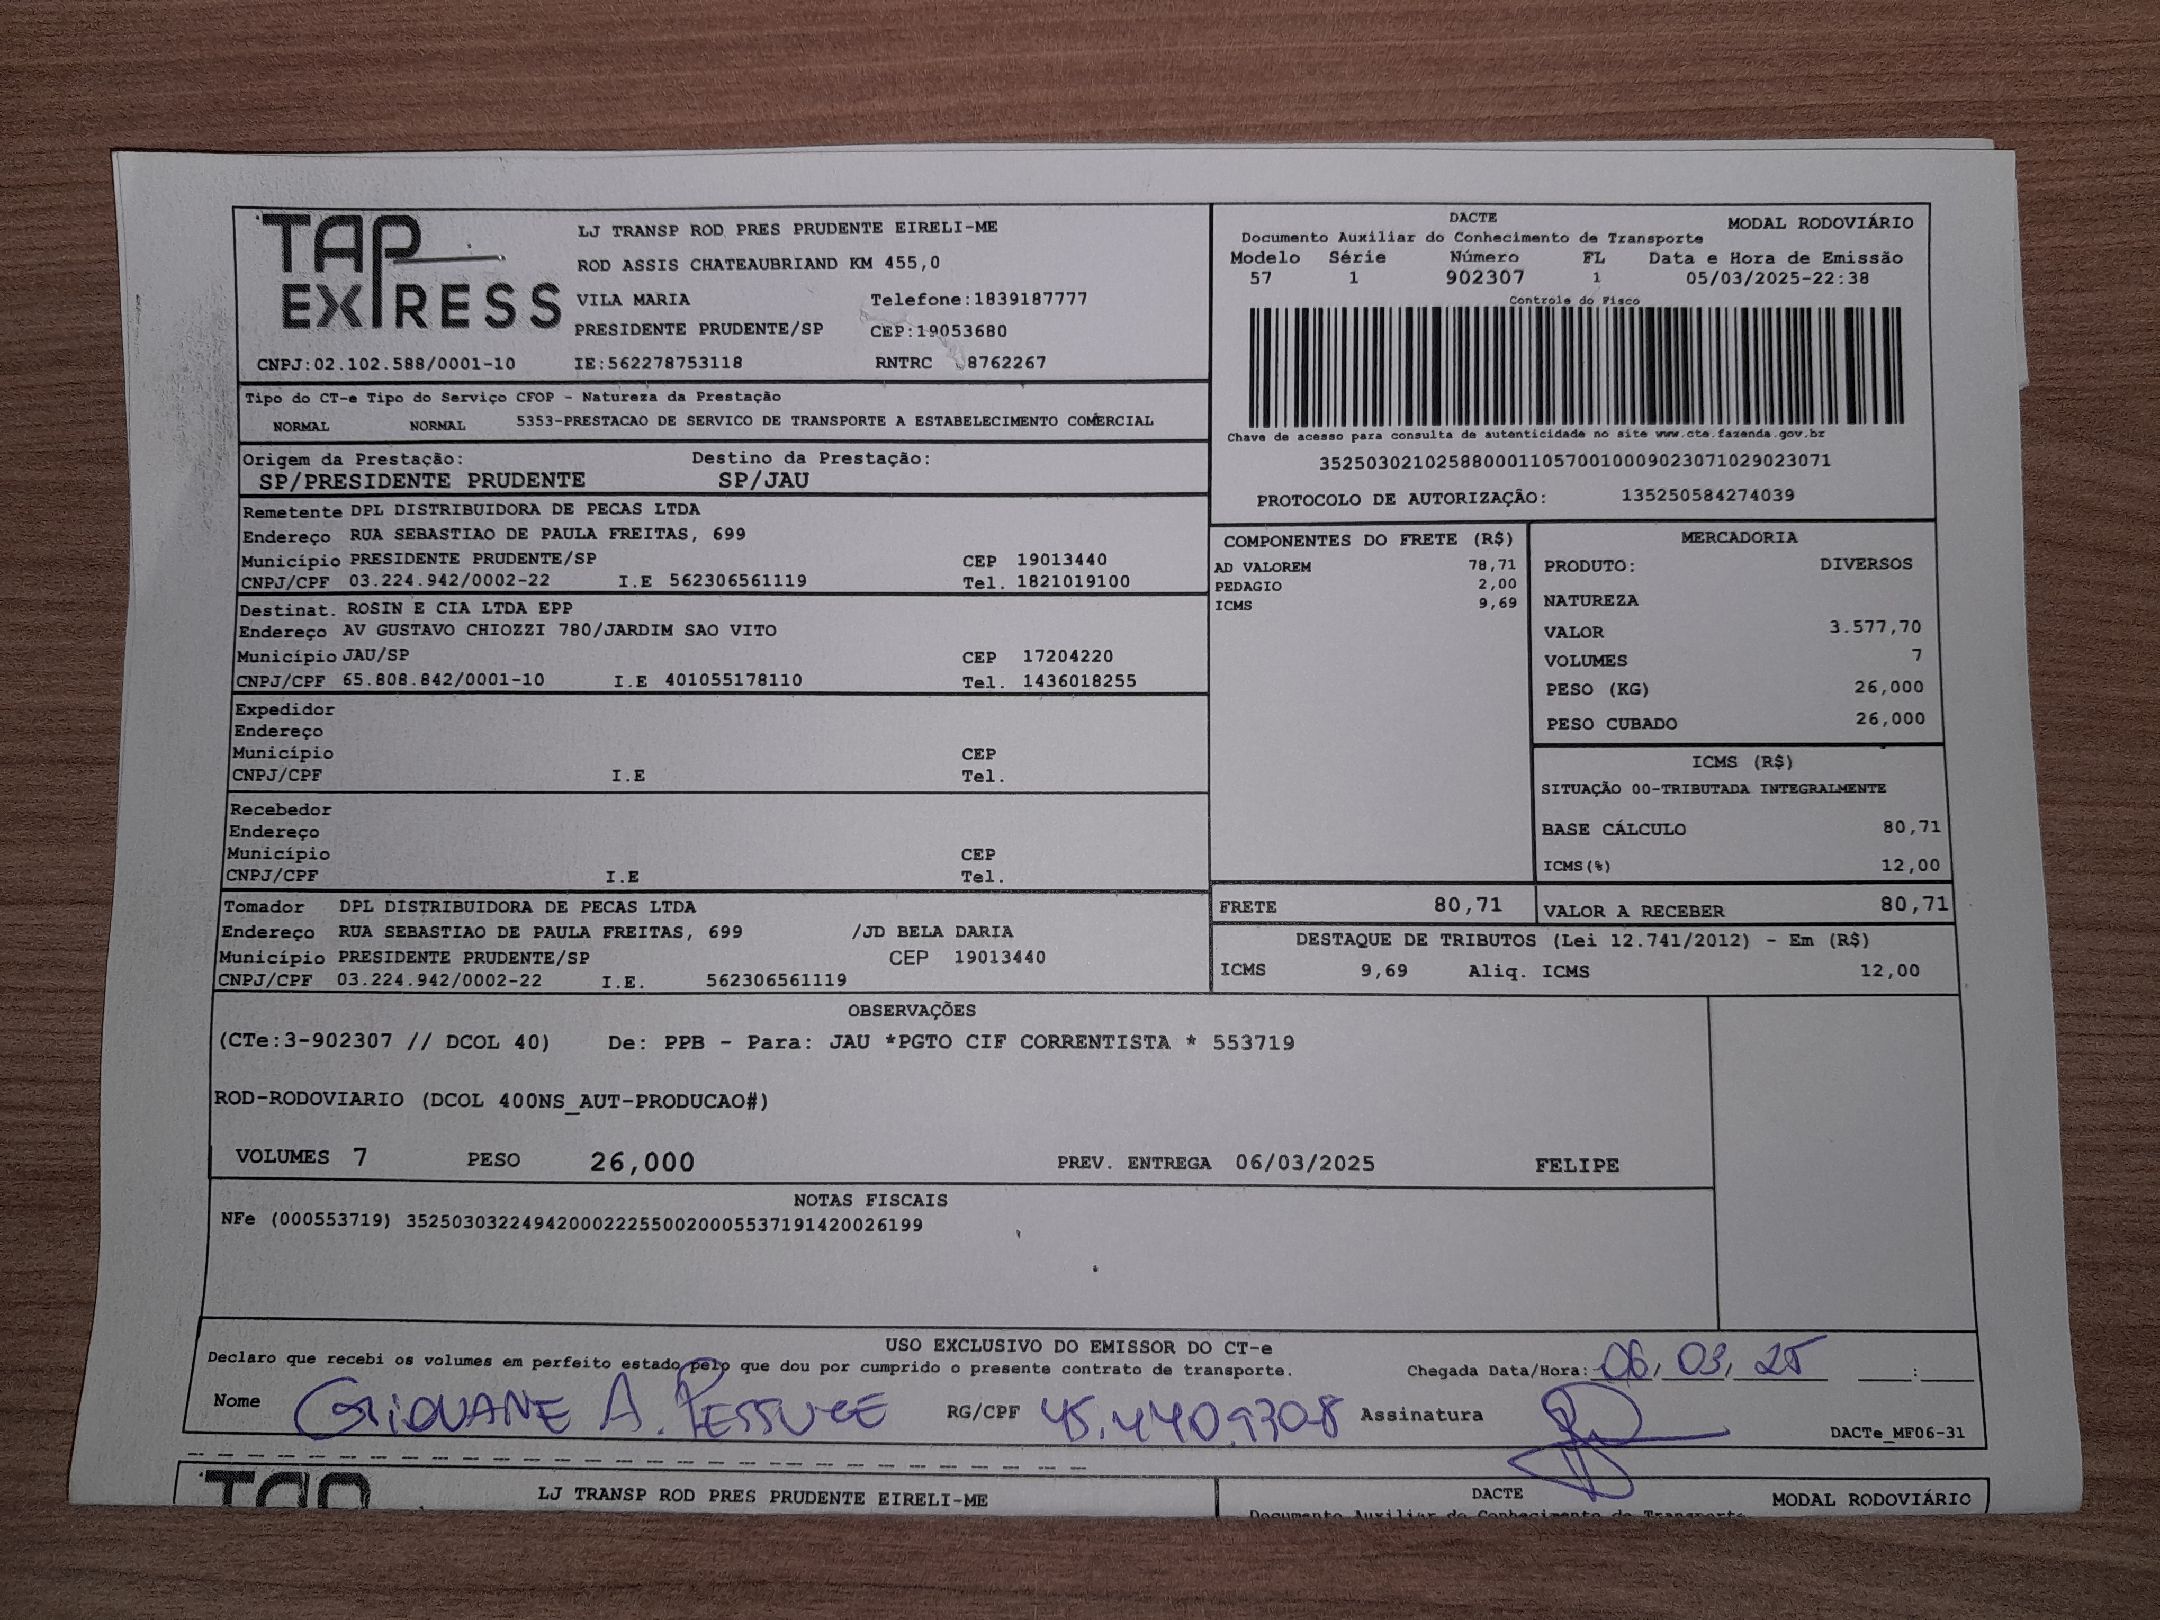 TAP EXPRESS
LJ TRANSP ROD PRES PRUDENTE EIRELI-ME
ROD ASSIS CHATEAUBRIAND KM 455,0
VILA MARIA Telefone:1839187777
PRESIDENTE PRUDENTE/SP CEP:19053680
CNPJ:02.102.588/0001-10 IE:562278753118 RNTRC 8762267
DACTE MODAL RODOVIÁRIO
Documento Auxiliar do Conhecimento de Transporte
Modelo Série Número FL Data e Hora de Emissão
57 1 902307 1 05/03/2025-22:38
Controle do Fisco
Chave de acesso para consulta de autenticidade no site www.cte.fazenda.gov.br
35250302102588000110570010009023071029023071
PROTOCOLO DE AUTORIZAÇÃO: 135250584274039
Tipo do CT-e Tipo do Serviço CFOP - Natureza da Prestação
NORMAL NORMAL 5353-PRESTACAO DE SERVICO DE TRANSPORTE A ESTABELECIMENTO COMERCIAL
Origem da Prestação: Destino da Prestação:
SP/PRESIDENTE PRUDENTE SP/JAU
Remetente DPL DISTRIBUIDORA DE PECAS LTDA
Endereço RUA SEBASTIAO DE PAULA FREITAS, 699
Município PRESIDENTE PRUDENTE/SP CEP 19013440
CNPJ/CPF 03.224.942/0002-22 I.E 562306561119 Tel. 1821019100
Destinat. ROSIN E CIA LTDA EPP
Endereço AV GUSTAVO CHIOZZI 780/JARDIM SAO VITO
Município JAU/SP CEP 17204220
CNPJ/CPF 65.808.842/0001-10 I.E 401055178110 Tel. 1436018255
Expedidor
Endereço
Município CEP
CNPJ/CPF I.E Tel.
Recebedor
Endereço
Município CEP
CNPJ/CPF I.E Tel.
Tomador DPL DISTRIBUIDORA DE PECAS LTDA
Endereço RUA SEBASTIAO DE PAULA FREITAS, 699 /JD BELA DARIA
Município PRESIDENTE PRUDENTE/SP CEP 19013440
CNPJ/CPF 03.224.942/0002-22 I.E. 562306561119
COMPONENTES DO FRETE (R$)
AD VALOREM 78,71
PEDAGIO 2,00
ICMS 9,69
MERCADORIA
PRODUTO: DIVERSOS
NATUREZA
VALOR 3.577,70
VOLUMES 7
PESO (KG) 26,000
PESO CUBADO 26,000
ICMS (R$)
SITUAÇÃO 00-TRIBUTADA INTEGRALMENTE
BASE CÁLCULO 80,71
ICMS(%) 12,00
FRETE 80,71 VALOR A RECEBER 80,71
DESTAQUE DE TRIBUTOS (Lei 12.741/2012) - Em (R$)
ICMS 9,69 Aliq. ICMS 12,00
OBSERVAÇÕES
(CTe:3-902307 // DCOL 40) De: PPB - Para: JAU *PGTO CIF CORRENTISTA * 553719
ROD-RODOVIARIO (DCOL 400NS_AUT-PRODUCAO#)
VOLUMES 7 PESO 26,000 PREV. ENTREGA 06/03/2025 FELIPE
NOTAS FISCAIS
NFe (000553719) 35250303224942000222550020005537191420026199
USO EXCLUSIVO DO EMISSOR DO CT-e
Declaro que recebi os volumes em perfeito estado pelo que dou por cumprido o presente contrato de transporte. Chegada Data/Hora: 06, 03, 25 :
Nome GIOVANE A. RG/CPF 45.440.9308 Assinatura DACTe_MF06-31
TAP
LJ TRANSP ROD PRES PRUDENTE EIRELI-ME DACTE MODAL RODOVIÁRIO
Documento Auxiliar do Conhecimento de Transporte